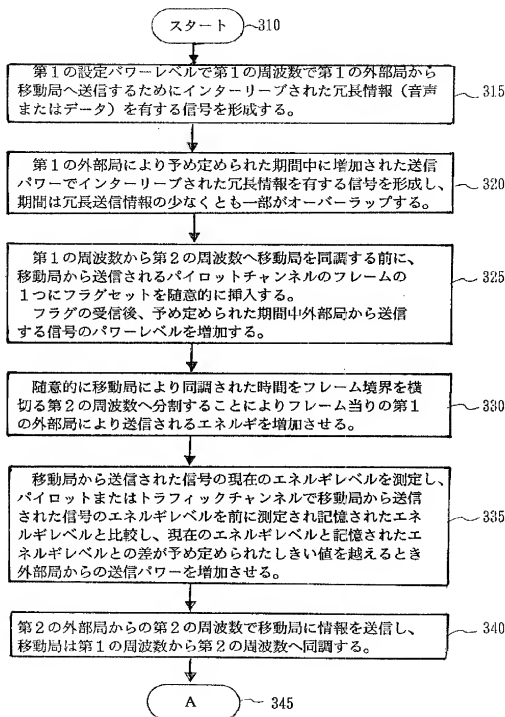 スタート
310
第1の設定パワーレベルで第1の周波数で第1の外部局から
移動局へ送信するためにインターリーブされた冗長情報（音声
またはデータ）を有する信号を形成する。
315
第1の外部局により予め定められた期間中に増加された送信
パワーでインターリーブされた冗長情報を有する信号を形成し、
期間は冗長送信情報の少なくとも一部がオーバーラップする。
320
第1の周波数から第2の周波数へ移動局を同調する前に、
移動局から送信されるパイロットチャンネルのフレームの
1つにフラグセットを随意的に挿入する。
フラグの受信後、予め定められた期間中外部局から送信
する信号のパワーレベルを増加する。
325
随意的に移動局により同調された時間をフレーム境界を横
切る第2の周波数へ分割することによりフレーム当りの第1
の外部局により送信されるエネルギを増加させる。
330
移動局から送信された信号の現在のエネルギレベルを測定し、
パイロットまたはトラフィックチャンネルで移動局から送信
された信号のエネルギレベルを前に測定され記憶されたエネ
ルギレベルと比較し、現在のエネルギレベルと記憶されたエ
ネルギレベルとの差が予め定められたしきい値を越えるとき
外部局からの送信パワーを増加させる。
335
第2の外部局からの第2の周波数で移動局に情報を送信し、
移動局は第1の周波数から第2の周波数へ同調する。
340
A
345